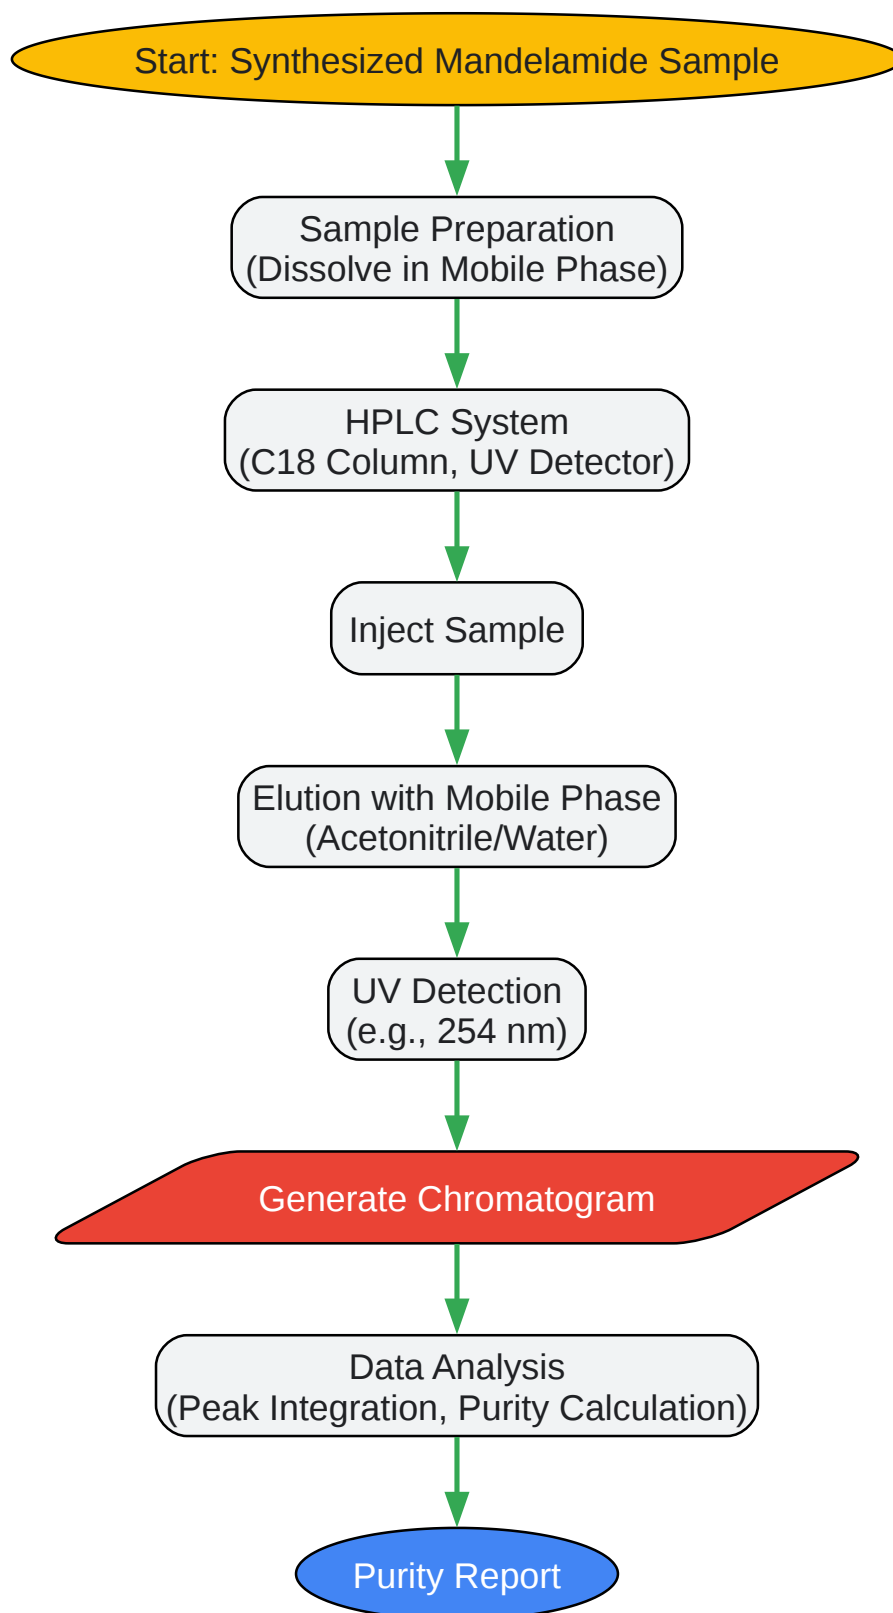 Start: Synthesized Mandelamide Sample
Sample Preparation
(Dissolve in Mobile Phase)
HPLC System
(C18 Column, UV Detector)
Inject Sample
Elution with Mobile Phase
(Acetonitrile/Water)
UV Detection
(e.g., 254 nm)
Generate Chromatogram
Data Analysis
(Peak Integration, Purity Calculation)
Purity Report